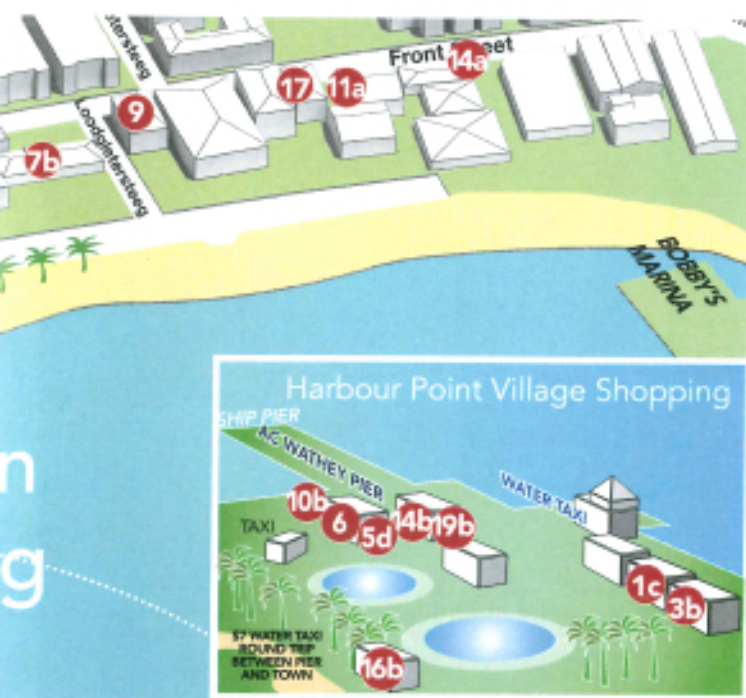 tersteeg
Front Street
14a
17
11a
9
Loodgietersteeg
7b
BOBBY'S
MARINA
Harbour Point Village Shopping
SHIP PIER
AC WATHEY PIER
WATER TAXI
10b
6
5d
14b
19b
TAXI
1c
3b
$7 WATER TAXI
ROUND TRIP
BETWEEN PIER
AND TOWN
16b
n
g